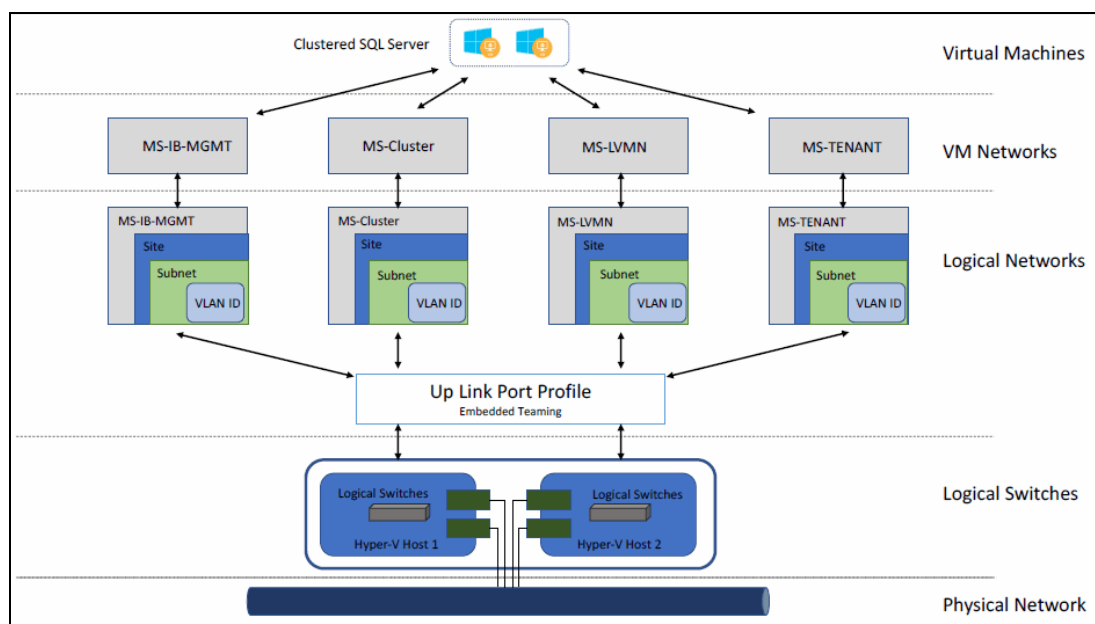 Clustered SQL Server
Virtual Machines
MS-IB-MGMT
MS-Cluster
MS-LVMN
MS-TENANT
VM Networks
MS-IB-MGMT
Site
Subnet
VLAN ID
MS-Cluster
Site
Subnet
VLAN ID
MS-LVMN
Site
Subnet
VLAN ID
MS-TENANT
Site
Subnet
VLAN ID
Logical Networks
Up Link Port Profile
Embedded Teaming
Logical Switches
Hyper-V Host 1
Logical Switches
Hyper-V Host 2
Logical Switches
Physical Network